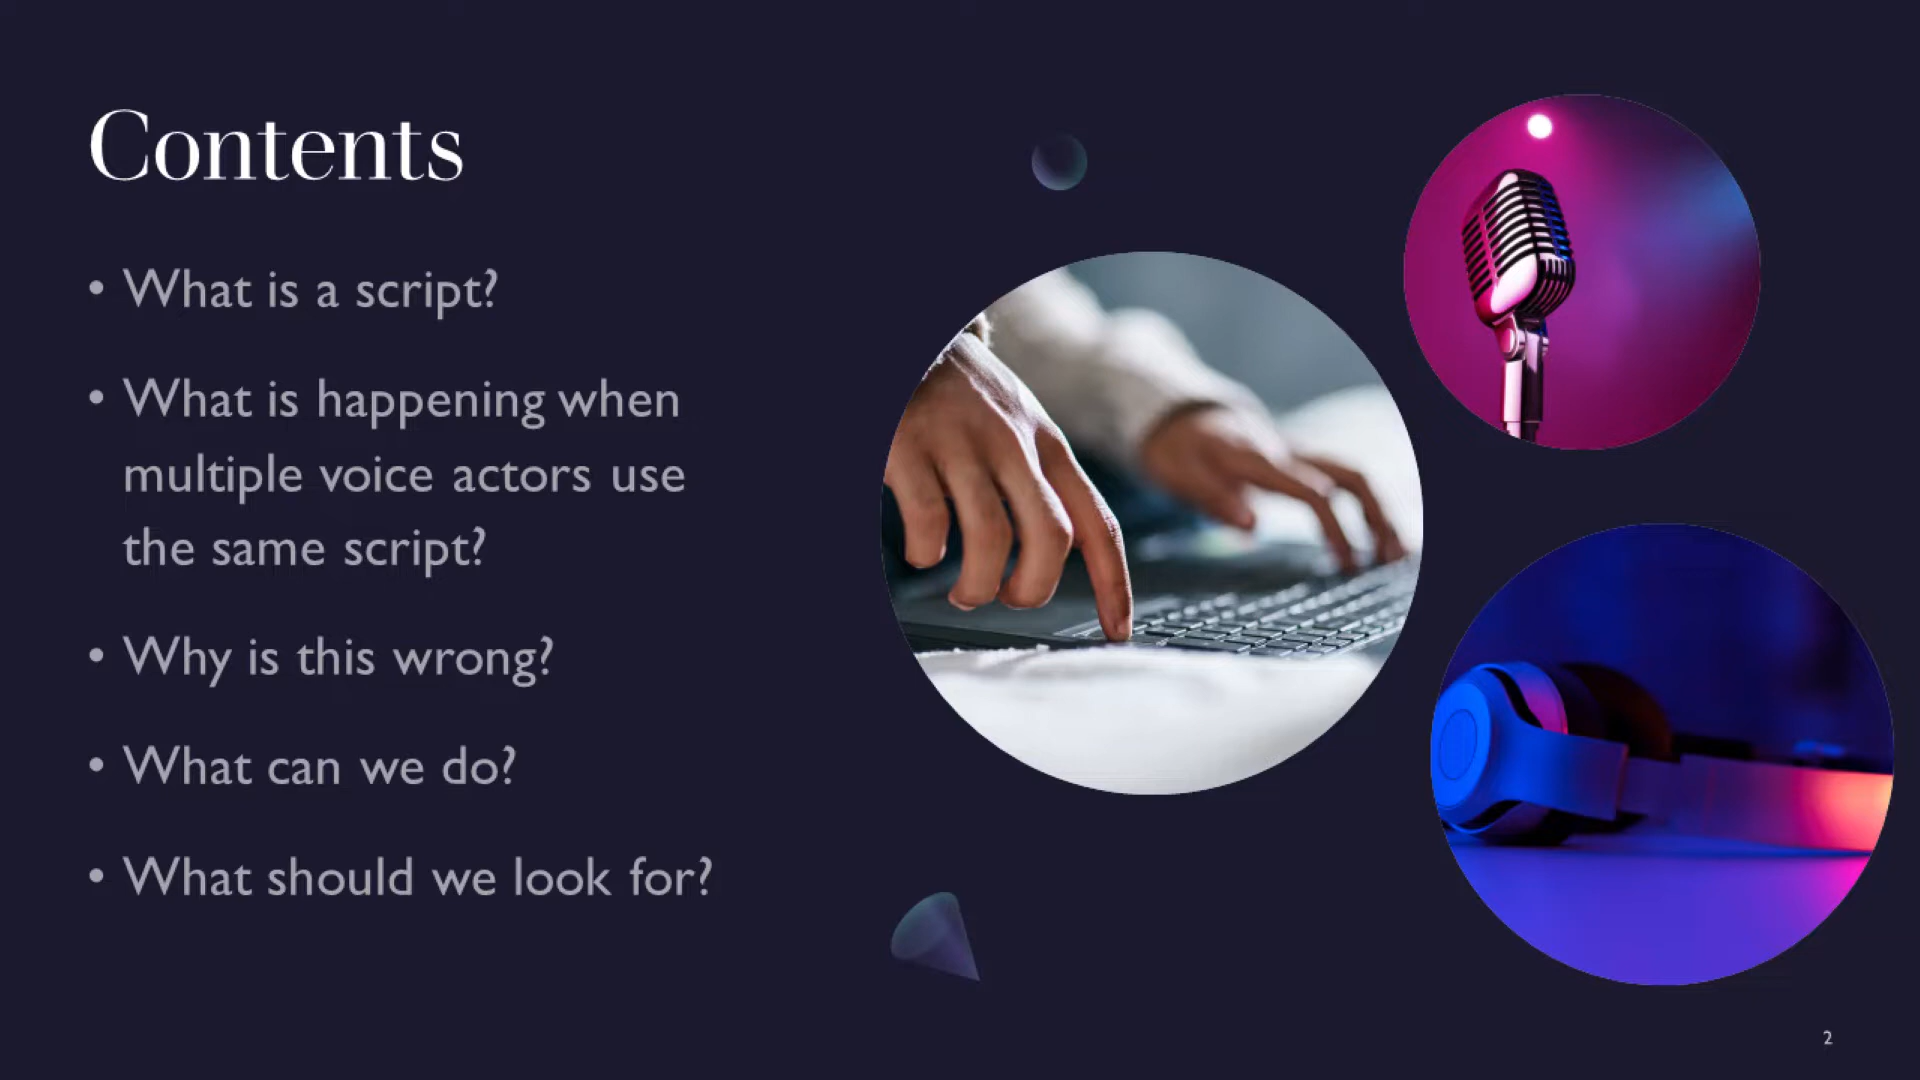 Contents
• What is a script?
• What is happening when
multiple voice actors use
the same script?
• Why is this wrong?
• What can we do?
• What should we look for?
2